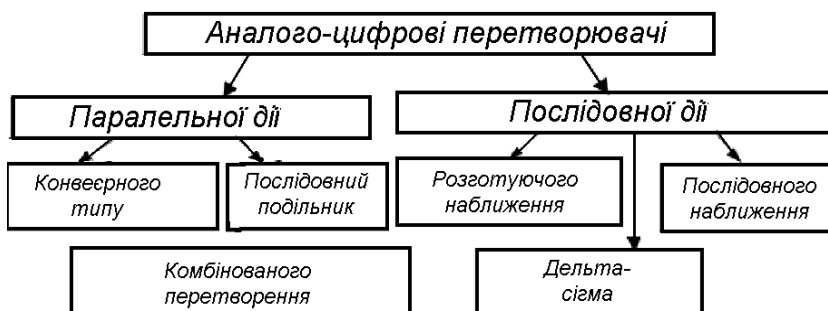 Аналого-цифрові перетворювачі
Паралельної дії
Послідовної дії
Конвеєрного
типу
Послідовний
подільник
Розготуючого
наближення
Послідовного
наближення
Комбінованого
перетворення
Дельта-
сігма